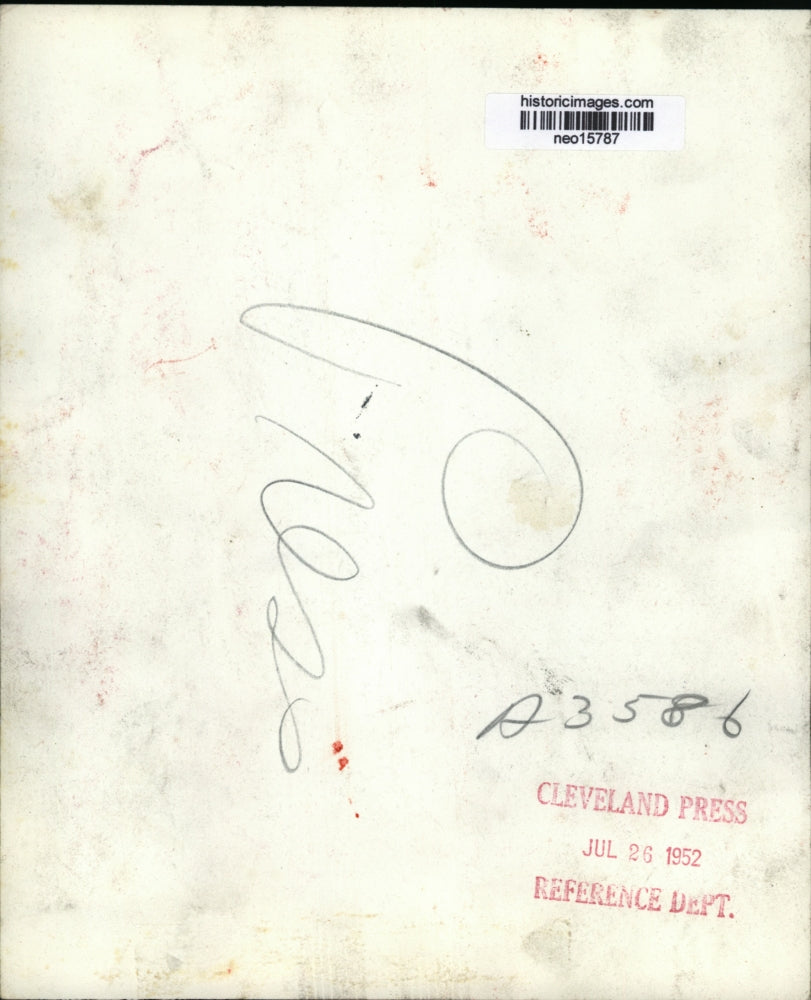 historicimages.com
neo15787
A3586
CLEVELAND PRESS
JUL 26 1952
REFERENCE DEPT.